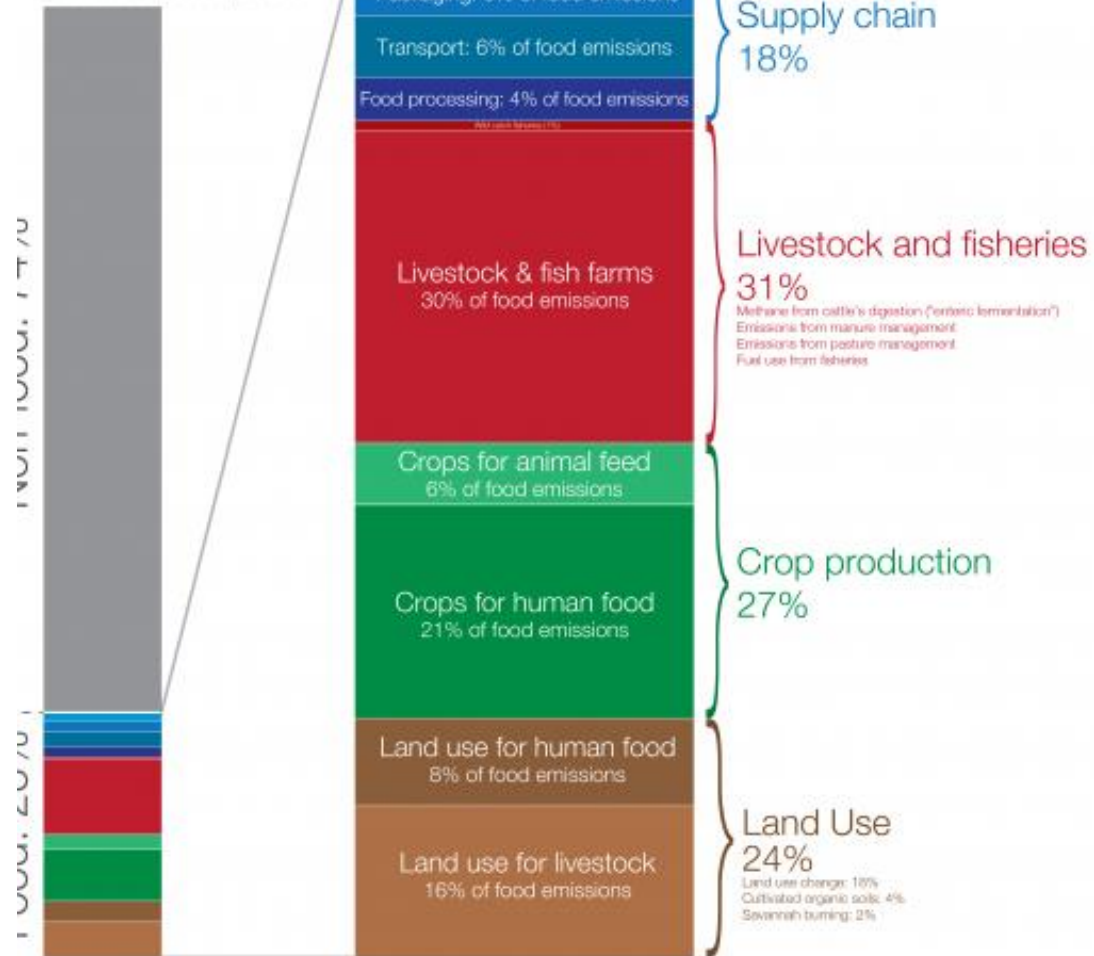 Supply chain
18%
Transport: 6% of food emissions
Food processing: 4% of food emissions
Livestock & fish farms
30% of food emissions
Livestock and fisheries
31%
Methane from cattle's digestion ("enteric fermentation")
Emissions from manure management
Emissions from pasture management
Fuel use from fisheries
Crops for animal feed
6% of food emissions
Crops for human food
21% of food emissions
Crop production
27%
Land use for human food
8% of food emissions
Land use for livestock
16% of food emissions
Land Use
24%
Land use change: 18%
Cultivated organic soils: 4%
Savannah burning: 2%